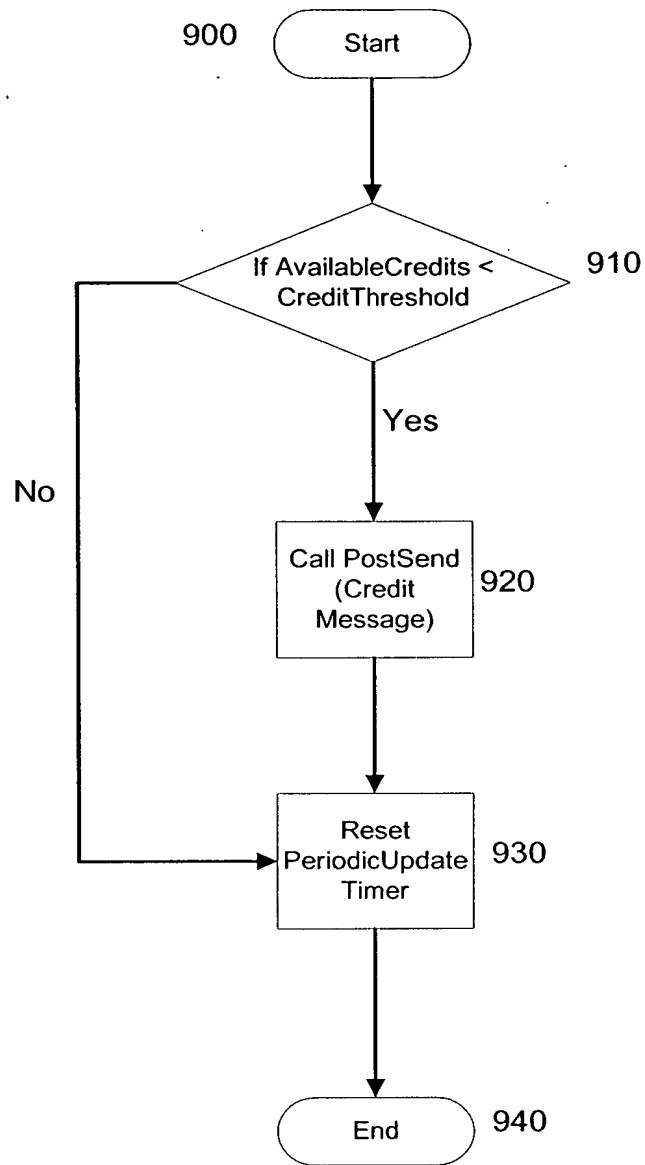 900
Start
If AvailableCredits <
CreditThreshold
910
Yes
No
Call PostSend
(Credit
Message)
920
Reset
PeriodicUpdate
Timer
930
End
940